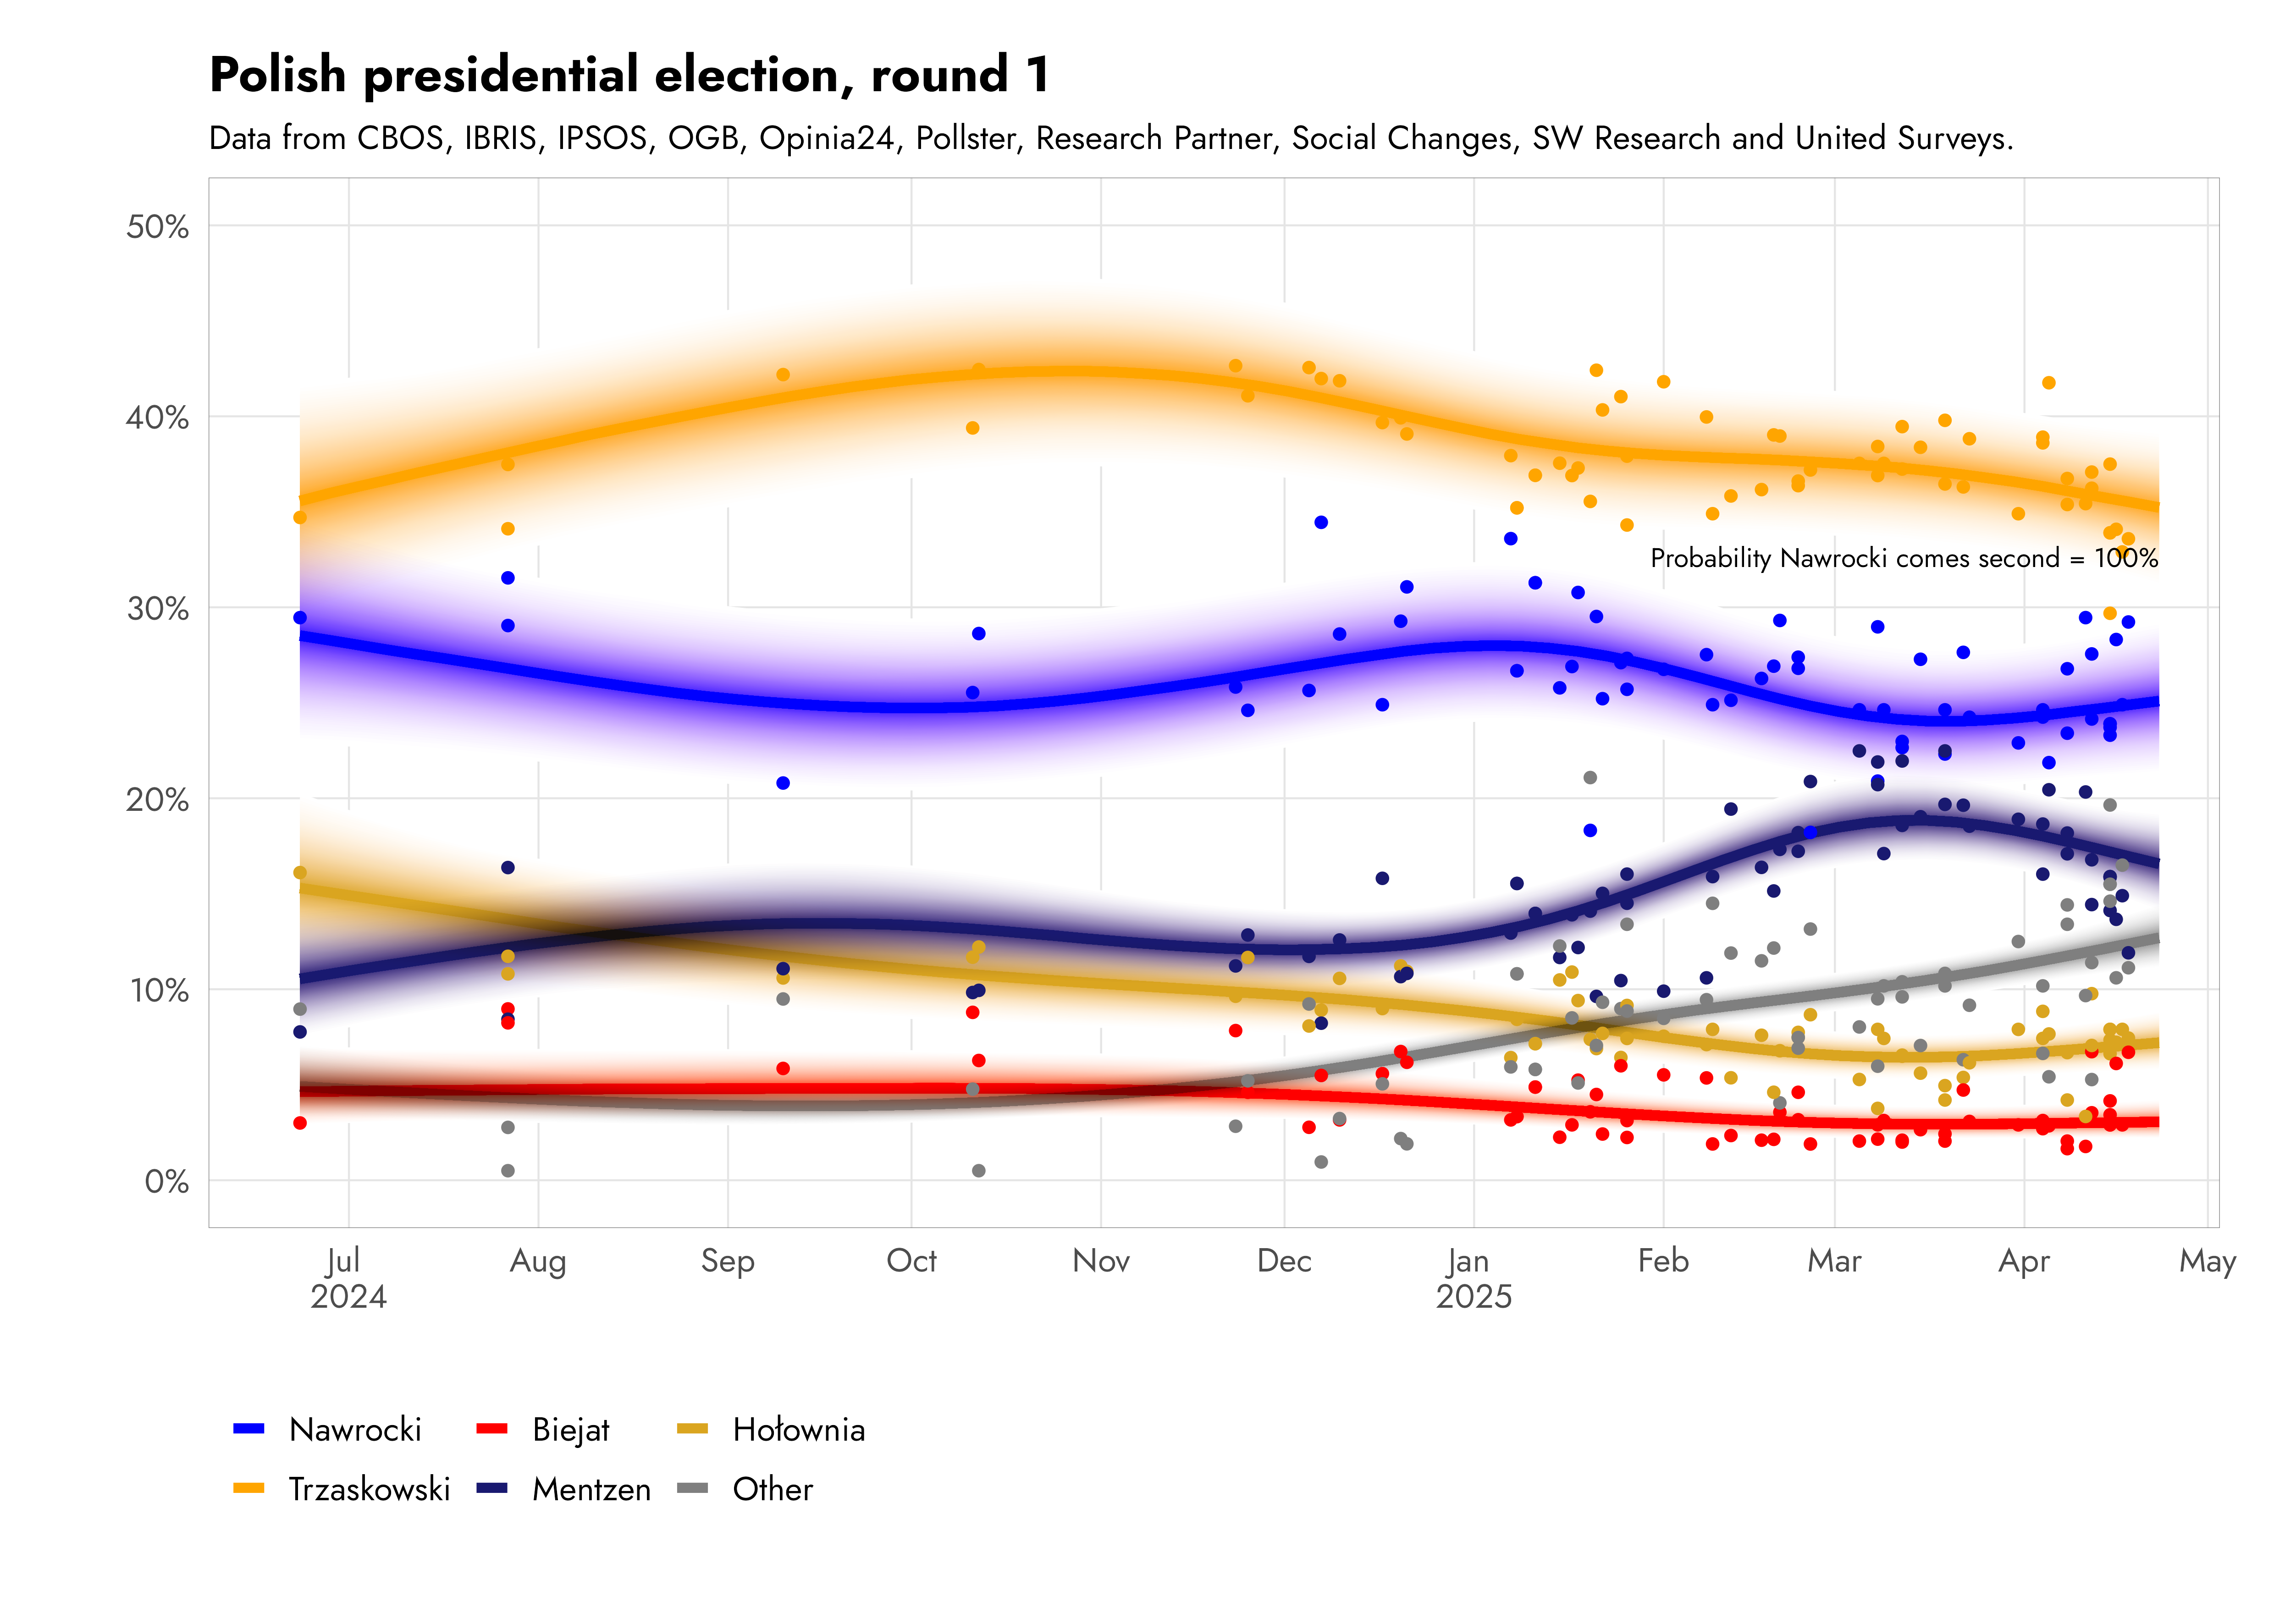 Polish presidential election, round 1
Data from CBOS, IBRIS, IPSOS, OGB, Opinia24, Pollster, Research Partner, Social Changes, SW Research and United Surveys.
50%
40%
30%
20%
10%
0%
Probability Nawrocki comes second = 100%
Jul Aug Sep Oct Nov Dec Jan Feb Mar Apr May
2024 2025
Nawrocki Biejat Hołownia
Trzaskowski Mentzen Other